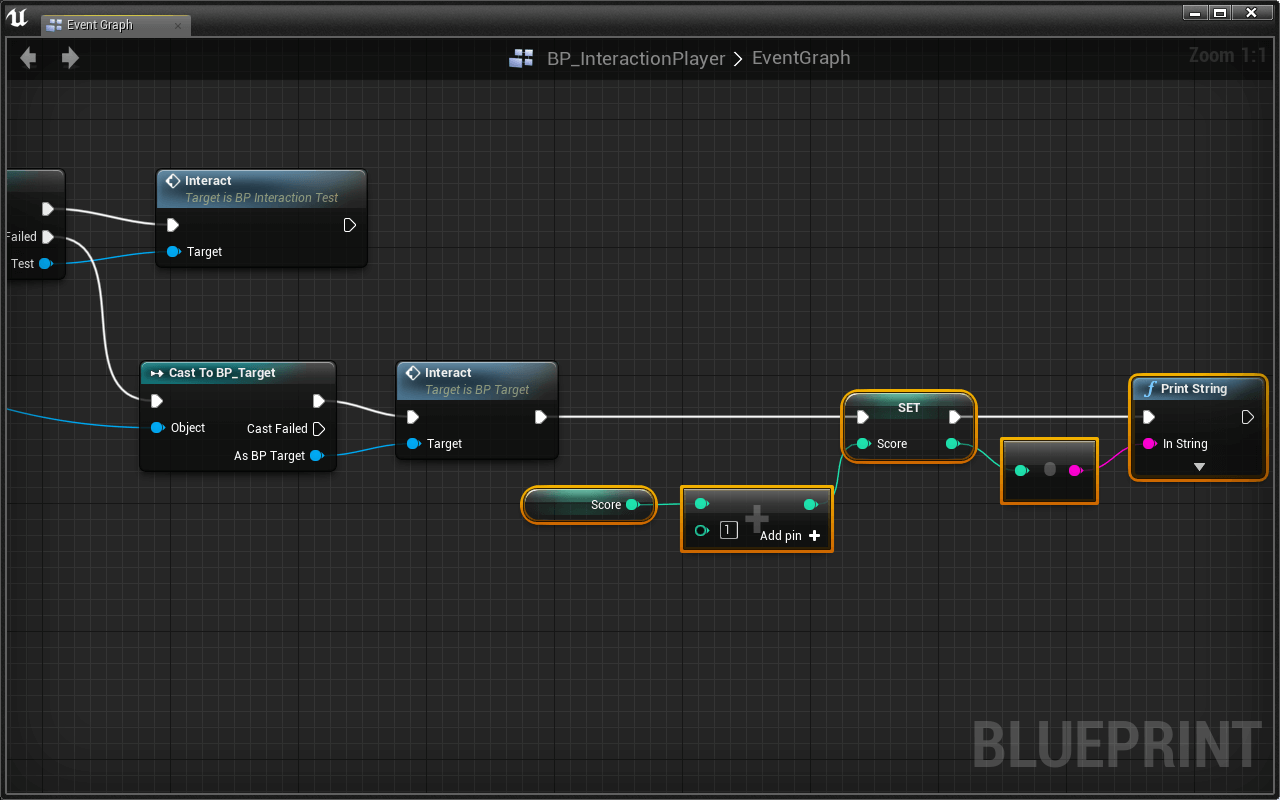 Event Graph
BP_InteractionPlayer > EventGraph
Zoom 1:1
Interact
Target is BP Interaction Test
Failed
Target
Test
Cast To BP_Target
Interact
Target is BP Target
Print String
SET
Object
Cast Failed
Target
Score
In String
As BP Target
Score
1
Add pin
BLUEPRINT